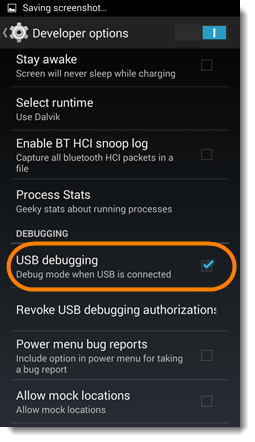 Saving screenshot...
Developer options
Stay awake
Screen will never sleep while charging
Select runtime
Use Dalvik
Enable BT HCI snoop log
Capture all bluetooth HCI packets in a
file
Process Stats
Geeky stats about running processes
DEBUGGING
USB debugging
Debug mode when USB is connected
Revoke USB debugging authorizations
Power menu bug reports
Include option in power menu for taking
a bug report
Allow mock locations
Allow mock locations